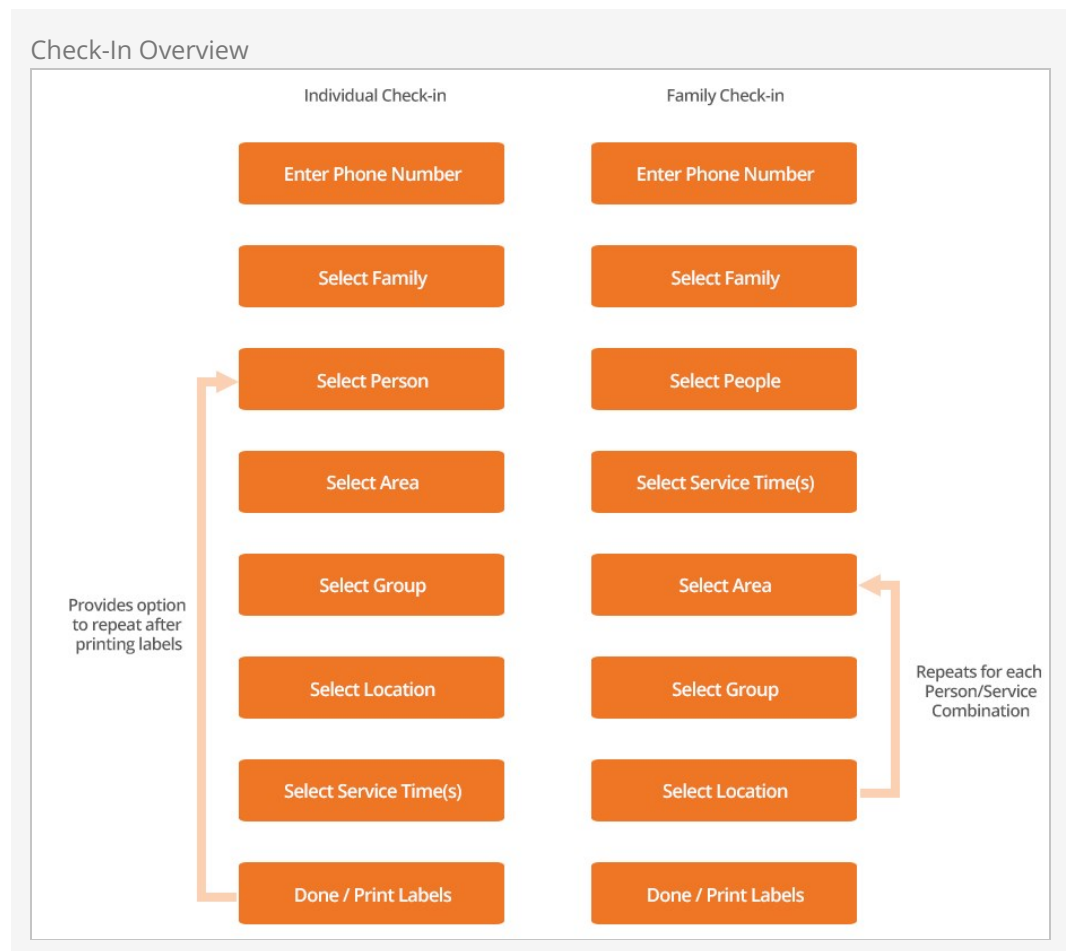 Check-In Overview
Individual Check-in
Family Check-in
Enter Phone Number
Enter Phone Number
Select Family
Select Family
Select Person
Select People
Select Area
Select Service Time(s)
Select Group
Select Area
Provides option
to repeat after
printing labels
Select Location
Select Group
Repeats for each
Person/Service
Combination
Select Service Time(s)
Select Location
Done / Print Labels
Done / Print Labels